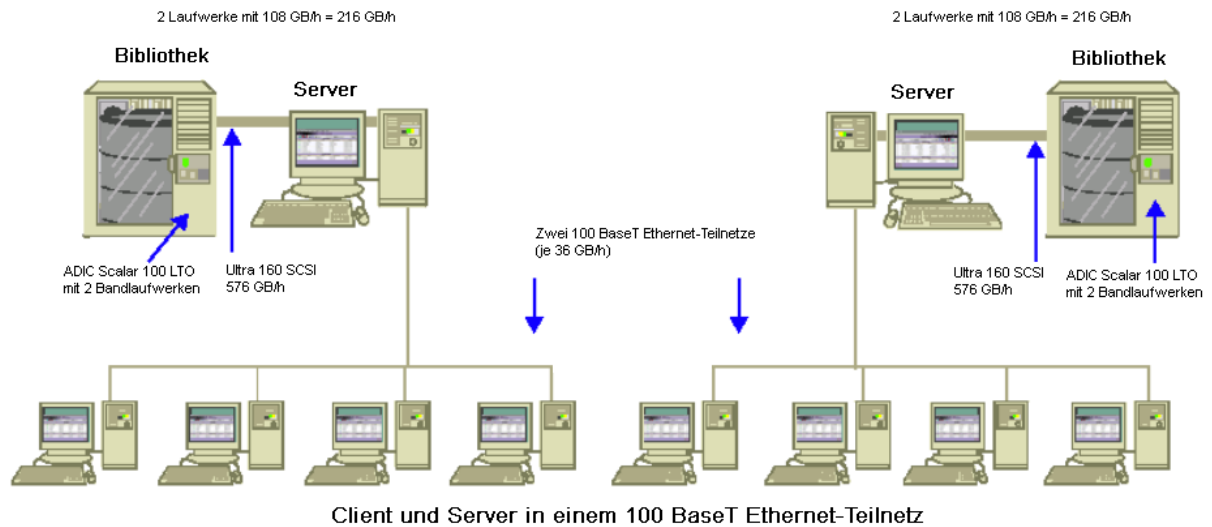 2 Laufwerke mit 108 GB/h = 216 GB/h
2 Laufwerke mit 108 GB/h = 216 GB/h
Bibliothek
Server
Server
Bibliothek
Zwei 100 BaseT Ethernet-Teilnetze
(je 36 GB/h)
ADIC Scalar 100 LTO
mit 2 Bandlaufwerken
Ultra 160 SCSI
576 GB/h
Ultra 160 SCSI
576 GB/h
ADIC Scalar 100 LTO
mit 2 Bandlaufwerken
Client und Server in einem 100 BaseT Ethernet-Teilnetz